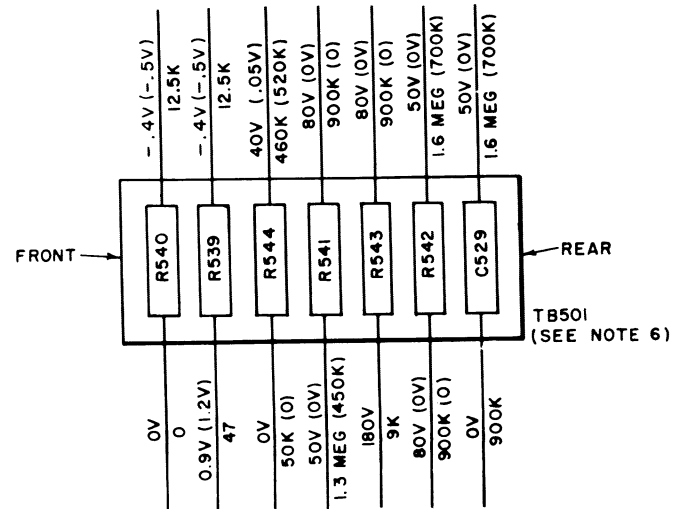 -.4V (-.5V)
12.5K
-.4V (-.5V)
12.5K
40V (.05V)
460K (520K)
80V (0V)
900K (0)
80V (0V)
900K (0)
50V (0V)
1.6 MEG (700K)
50V (0V)
1.6 MEG (700K)
FRONT
R540
R539
R544
R541
R543
R542
C529
REAR
TB501
(SEE NOTE 6)
0V
0
0.9V (1.2V)
47
0V
50K (0)
50V (0V)
1.3 MEG (450K)
180V
9K
80V (0V)
900K (0)
0V
900K